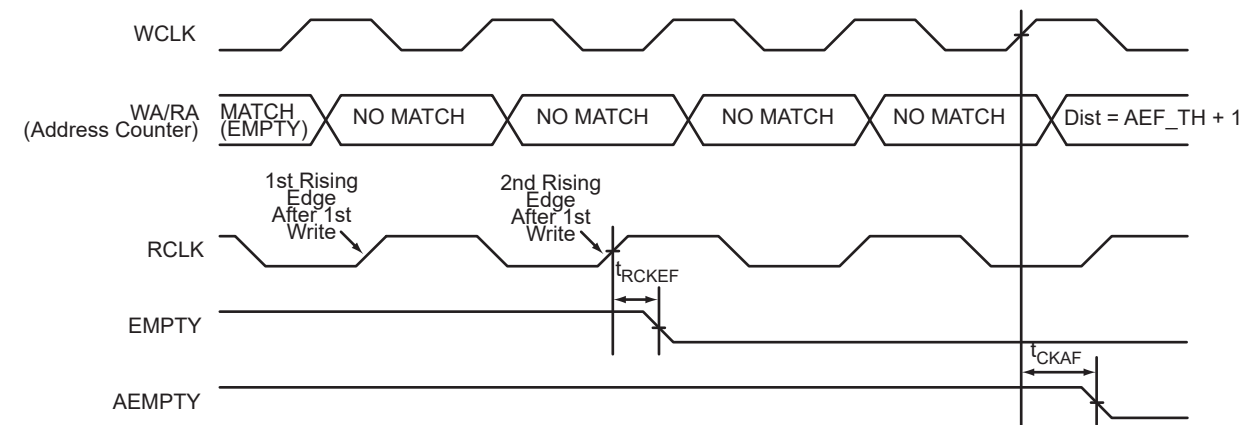 WCLK
WA/RA
(Address Counter)
MATCH
(EMPTY)
NO MATCH
NO MATCH
NO MATCH
NO MATCH
Dist = AEF_TH + 1
1st Rising
Edge
After 1st
Write
2nd Rising
Edge
After 1st
Write
RCLK
tRCKEF
EMPTY
tCKAF
AEMPTY